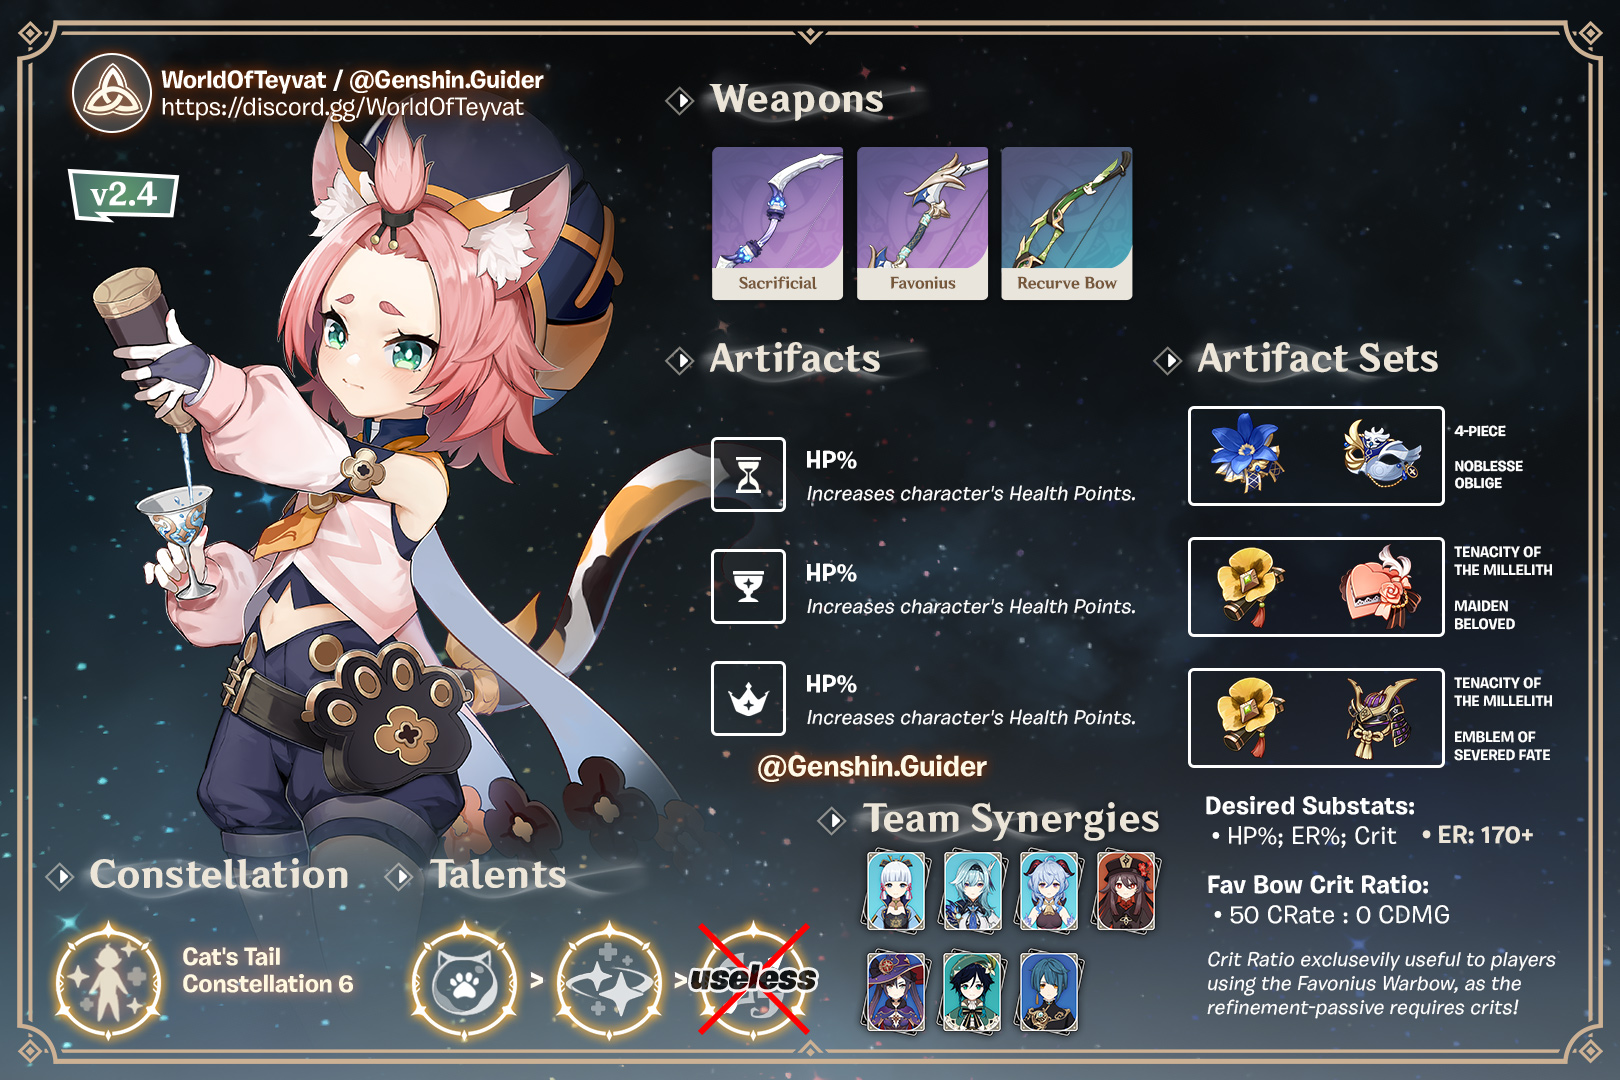 WorldOfTeyvat / @Genshin.Guider
https://discord.gg/WorldOfTeyvat
v2.4
Weapons
Sacrificial
Favonius
Recurve Bow
Artifacts
HP%
Increases character's Health Points.
HP%
Increases character's Health Points.
HP%
Increases character's Health Points.
@Genshin.Guider
Artifact Sets
4-PIECE
NOBLESSE
OBLIGE
TENACITY OF
THE MILLELITH
MAIDEN
BELOVED
TENACITY OF
THE MILLELITH
EMBLEM OF
SEVERED FATE
Desired Substats:
• HP%; ER%; Crit • ER: 170+
Fav Bow Crit Ratio:
• 50 CRate : 0 CDMG
Crit Ratio exclusevily useful to players
using the Favonius Warbow, as the
refinement-passive requires crits!
Team Synergies
Constellation
Cat's Tail
Constellation 6
Talents
> > useless